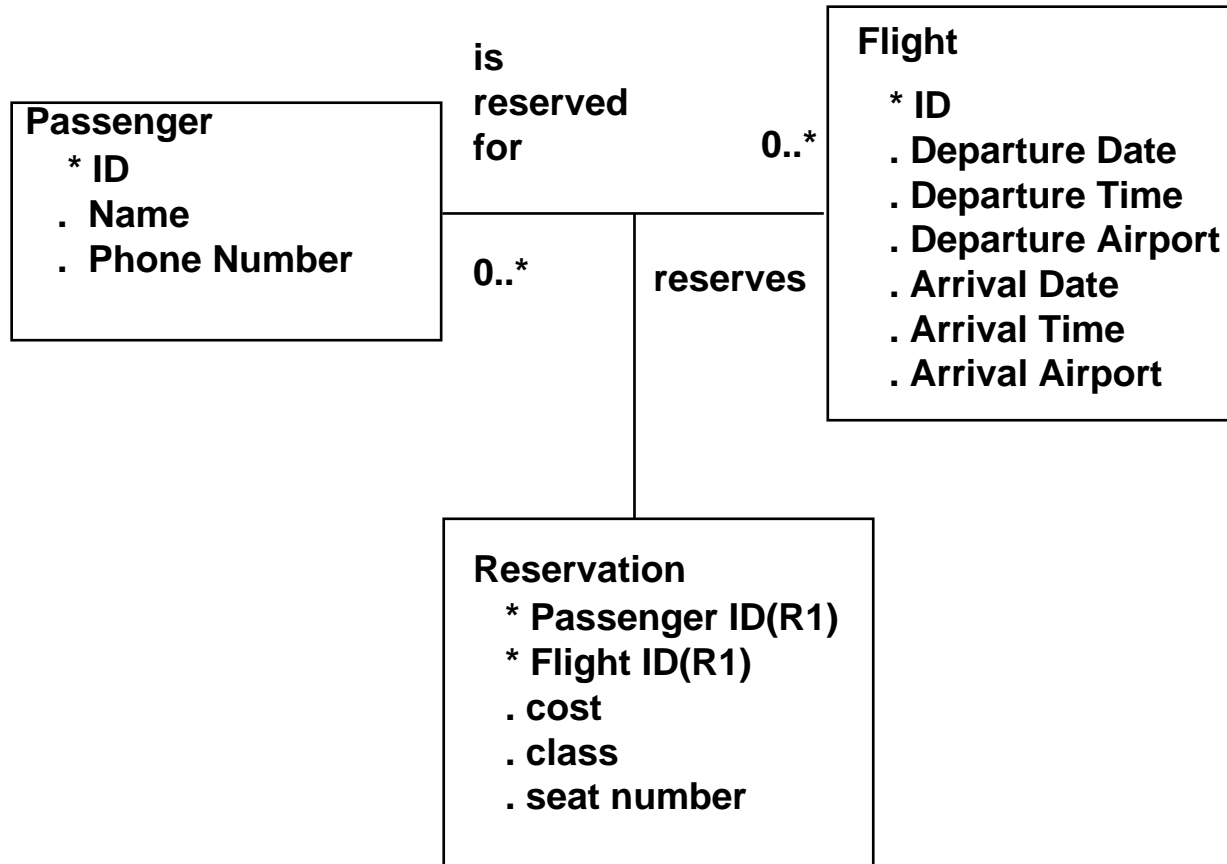 Passenger
* ID
. Name
. Phone Number
is
reserved
for
0..*
0..*
reserves
Flight
* ID
. Departure Date
. Departure Time
. Departure Airport
. Arrival Date
. Arrival Time
. Arrival Airport
Reservation
* Passenger ID(R1)
* Flight ID(R1)
. cost
. class
. seat number